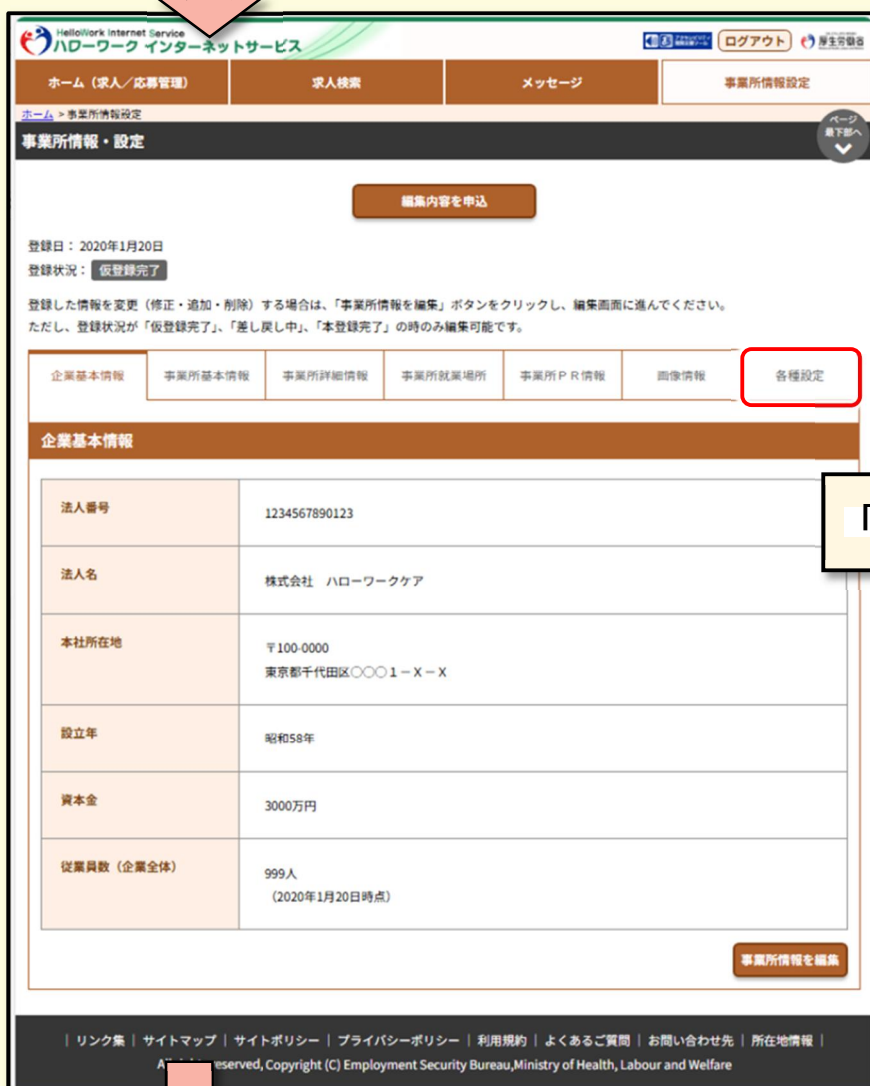 HelloWork Internet Service
ハローワーク インターネットサービス
ログアウト
厚生労働省
ホーム（求人／応募管理）
求人検索
メッセージ
事業所情報設定
ホーム > 事業所情報設定
ページ
最下部へ
事業所情報・設定
編集内容を申込
登録日： 2020年1月20日
登録状況： 仮登録完了
登録した情報を変更（修正・追加・削除）する場合は、「事業所情報を編集」ボタンをクリックし、編集画面に進んでください。
ただし、登録状況が「仮登録完了」、「差し戻し中」、「本登録完了」の時のみ編集可能です。
企業基本情報
事業所基本情報
事業所詳細情報
事業所就業場所
事業所ＰＲ情報
画像情報
各種設定
企業基本情報
法人番号
1234567890123
「
法人名
株式会社　ハローワークケア
本社所在地
〒100-0000
東京都千代田区○○○１－Ｘ－Ｘ
設立年
昭和58年
資本金
3000万円
従業員数（企業全体）
999人
（2020年1月20日時点）
事業所情報を編集
| リンク集 | サイトマップ | サイトポリシー | プライバシーポリシー | 利用規約 | よくあるご質問 | お問い合わせ先 | 所在地情報 |
eserved, Copyright (C) Employment Security Bureau,Ministry of Health, Labour and Welfare